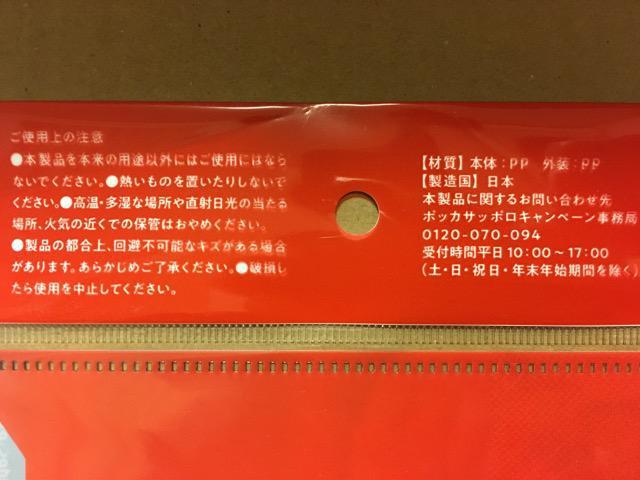 ご使用上の注意
●本製品を本来の用途以外にはご使用にはなら
ないでください。●熱いものを置いたりしないで
ください。●高温・多湿な場所や直射日光の当たる
場所、火気の近くでの保管はおやめください。
●製品の都合上、回避不可能なキズがある場合
があります。あらかじめご了承ください。●破損し
たら使用を中止してください。
【材質】本体：PP 外装：PP
【製造国】日本
本製品に関するお問い合わせ先
ポッカサッポロキャンペーン事務局
0120-070-094
受付時間平日10：00～17：00
（土・日・祝日・年末年始期間を除く）